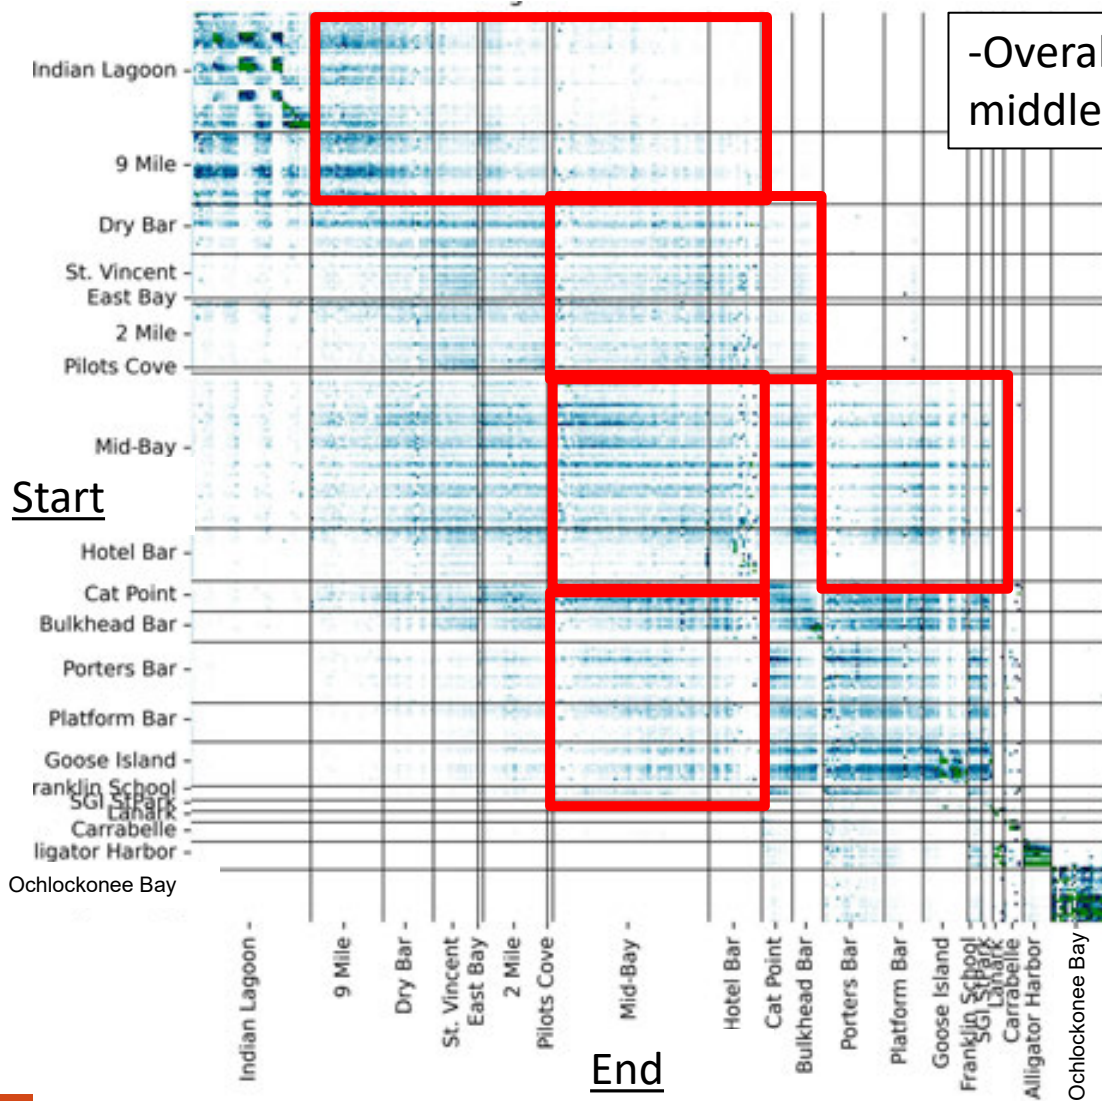 -Overal
middle
Indian Lagoon
9 Mile
Dry Bar
St. Vincent
East Bay
2 Mile
Pilots Cove
Mid-Bay
Start
Hotel Bar
Cat Point
Bulkhead Bar
Porters Bar
Platform Bar
Goose Island
ranklin School
SGI StPark
Lanark
Carrabelle
ligator Harbor
Ochlockonee Bay
Indian Lagoon
9 Mile
Dry Bar
St. Vincent
East Bay
2 Mile
Pilots Cove
Mid-Bay
Hotel Bar
Cat Point
Bulkhead Bar
Porters Bar
Platform Bar
Goose Island
Franklin School
SGI StPark
Lanark
Carrabelle
Alligator Harbor
Ochlockonee Bay
End